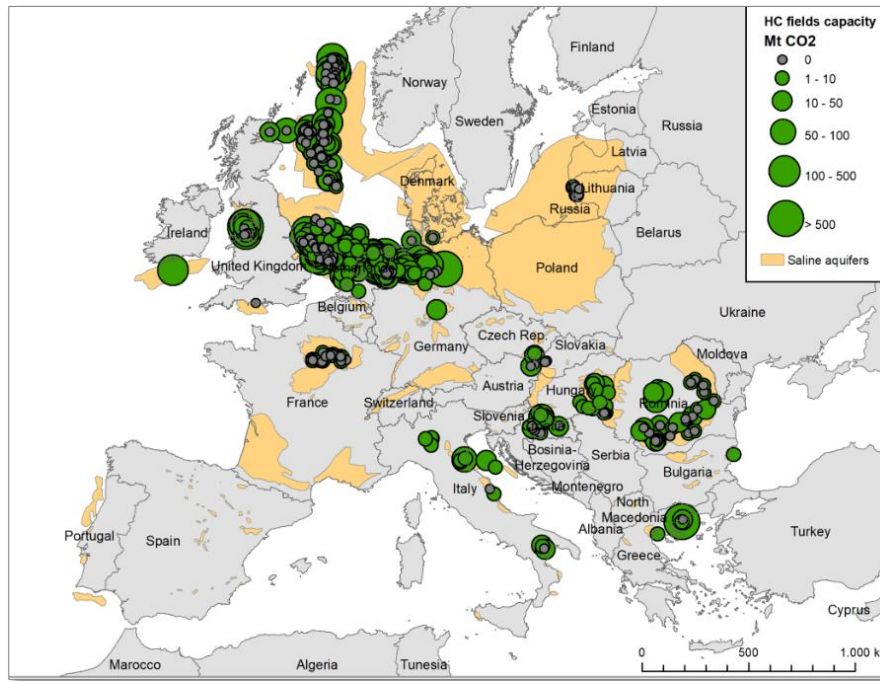 HC fields capacity
Mt CO2
0
1 - 10
10 - 50
50 - 100
100 - 500
> 500
Saline aquifers
Finland
Norway
Sweden
Estonia
Russia
Latvia
Denmark
Lithuania
Russia
Ireland
Belarus
United Kingdom
Poland
Belgium
Ukraine
Germany
Czech Rep.
Slovakia
Moldova
Austria
France
Switzerland
Slovenia
Bosinia-
Herzegovina
Serbia
Bulgaria
Italy
Montenegro
North
Macedonia
Albania
Portugal
Spain
Greece
Turkey
Cyprus
Marocco
Algeria
Tunesia
0 500 1.000 k